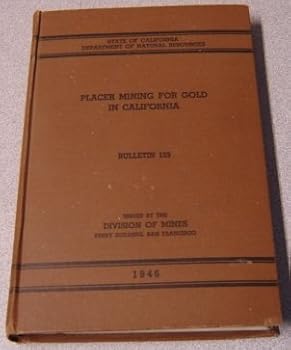 STATE OF CALIFORNIA
DEPARTMENT OF NATURAL RESOURCES
PLACER MINING FOR GOLD
IN CALIFORNIA
BULLETIN 135
ISSUED BY THE
DIVISION OF MINES
FERRY BUILDING, SAN FRANCISCO
1946